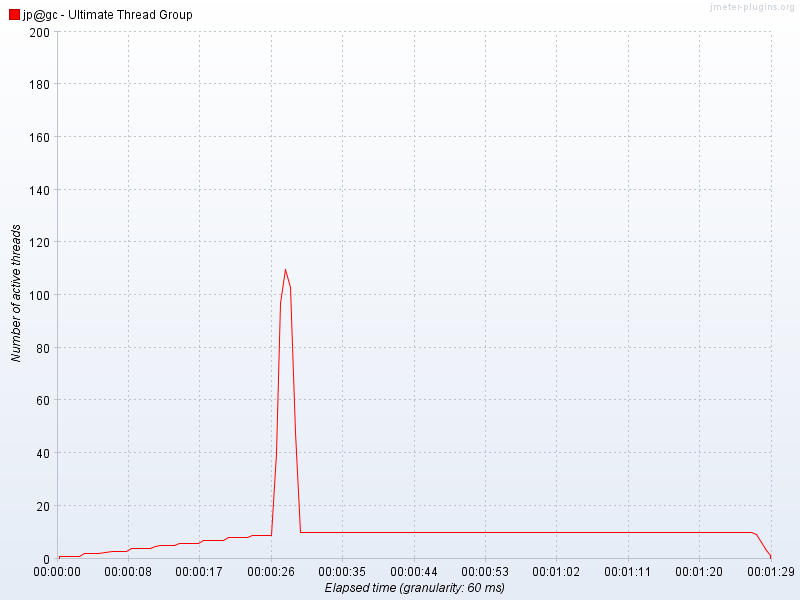 jmeter-plugins.org
jp@gc - Ultimate Thread Group
200
180
160
140
120
100
80
60
40
20
0
Number of active threads
00:00:00 00:00:08 00:00:17 00:00:26 00:00:35 00:00:44 00:00:53 00:01:02 00:01:11 00:01:20 00:01:29
Elapsed time (granularity: 60 ms)